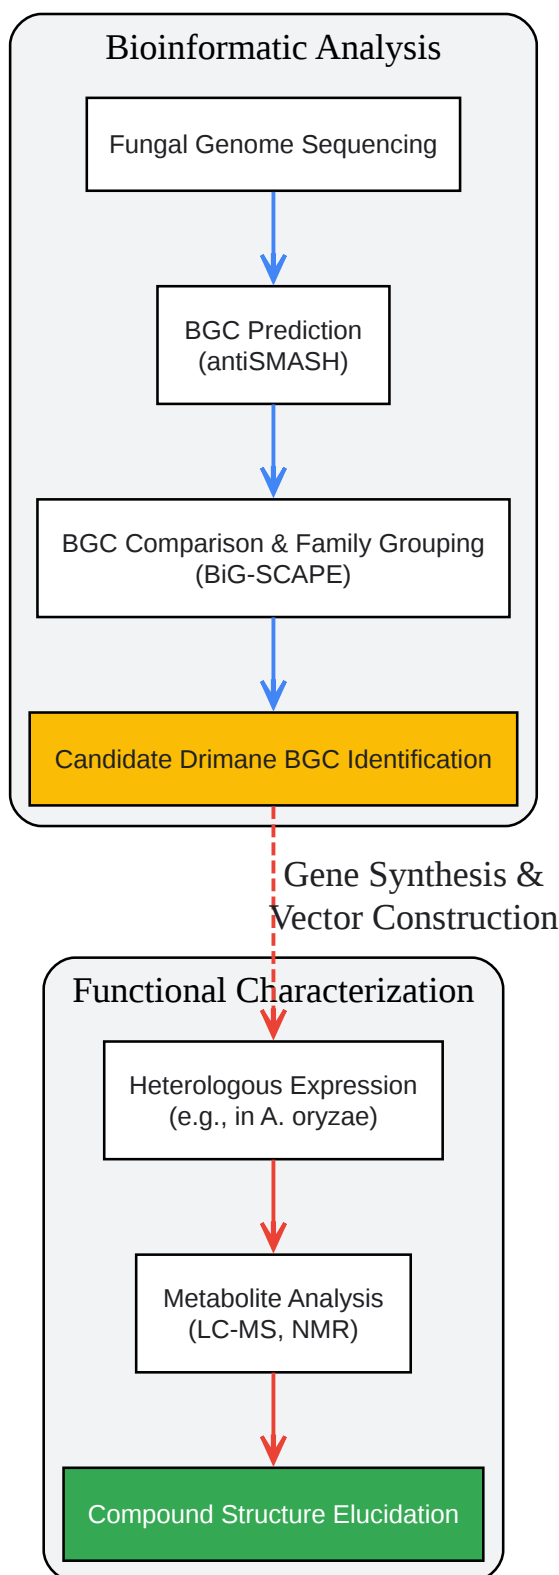 Bioinformatic Analysis
Fungal Genome Sequencing
BGC Prediction
(antiSMASH)
BGC Comparison & Family Grouping
(BiG-SCAPE)
Candidate Drimane BGC Identification
Gene Synthesis &
Vector Construction
Functional Characterization
Heterologous Expression
(e.g., in A. oryzae)
Metabolite Analysis
(LC-MS, NMR)
Compound Structure Elucidation